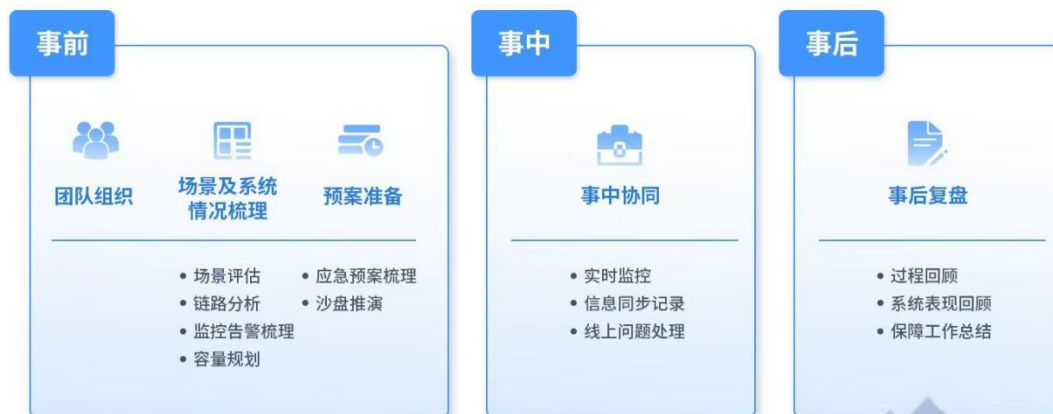 事前
团队组织
场景及系统
情况梳理
• 场景评估
• 链路分析
• 监控告警梳理
• 容量规划
预案准备
• 应急预案梳理
• 沙盘推演
事中
事中协同
• 实时监控
• 信息同步记录
• 线上问题处理
事后
事后复盘
• 过程回顾
• 系统表现回顾
• 保障工作总结